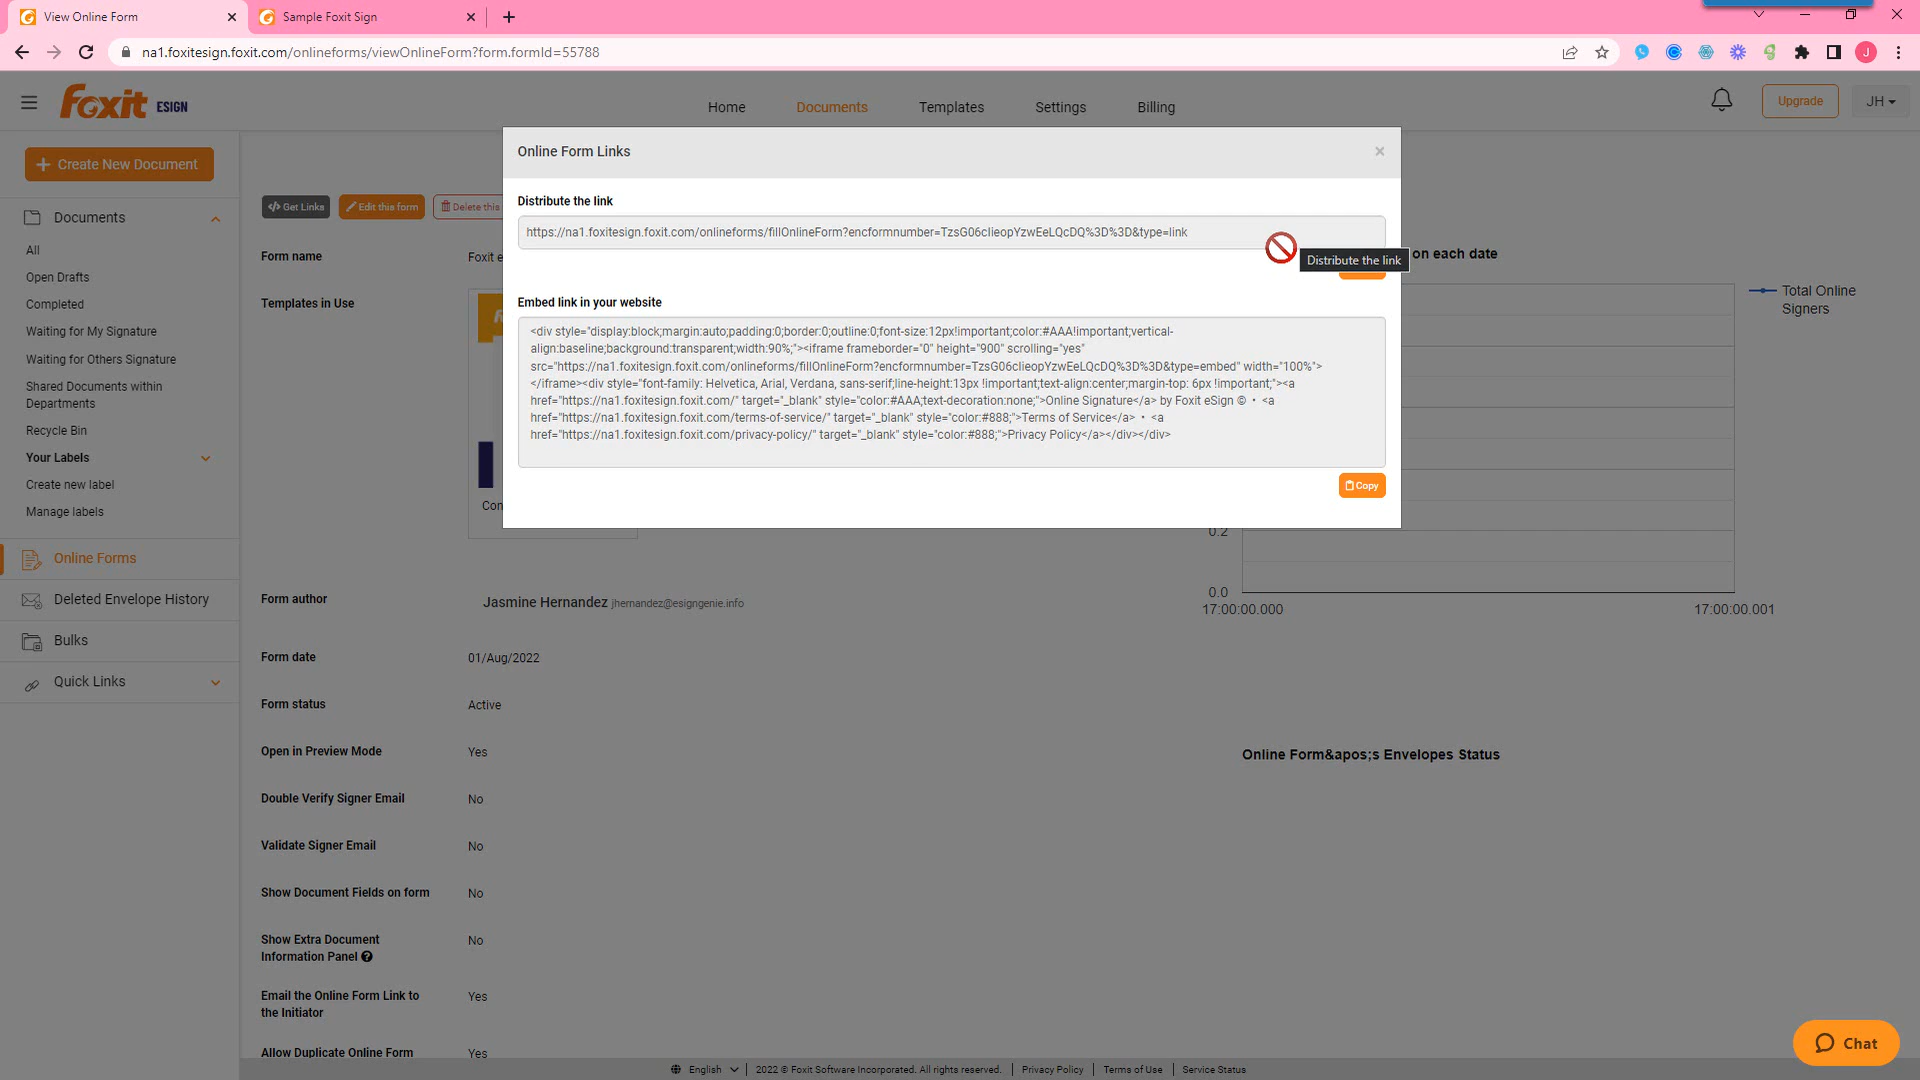 View Online Form
Sample Foxit Sign
na1.foxitesign.foxit.com/onlineforms/viewOnlineForm?form.formId=55788
J
foxit ESIGN
Home
Documents
Templates
Settings
Billing
Upgrade
JH
Create New Document
Documents
All
Open Drafts
Completed
Waiting for My Signature
Waiting for Others Signature
Shared Documents within
Departments
Recycle Bin
Your Labels
Create new label
Manage labels
Online Forms
Deleted Envelope History
Bulks
Quick Links
Get Links
Edit this form
Delete this
Form name
Foxit e
Templates in Use
Con
Form author
Jasmine Hernandez jhernandez@esigngenie.info
Form date
01/Aug/2022
Form status
Active
Open in Preview Mode
Yes
Double Verify Signer Email
No
Validate Signer Email
No
Show Document Fields on form
No
Show Extra Document
Information Panel
No
Email the Online Form Link to
the Initiator
Yes
Allow Duplicate Online Form
Yes
Online Form Links
×
Distribute the link
https://na1.foxitesign.foxit.com/onlineforms/fillOnlineForm?encformnumber=TzsG06cIieopYzwEeLQcDQ%3D%3D&type=link
Distribute the link
Embed link in your website
<div style="display:block;margin:auto;padding:0;border:0;outline:0;font-size:12px!important;color:#AAA!important;vertical-
align:baseline;background:transparent;width:90%;"><iframe frameborder="0" height="900" scrolling="yes"
src="https://na1.foxitesign.foxit.com/onlineforms/fillOnlineForm?encformnumber=TzsG06cIieopYzwEeLQcDQ%3D%3D&type=embed" width="100%">
</iframe><div style="font-family: Helvetica, Arial, Verdana, sans-serif;line-height:13px !important;text-align:center;margin-top: 6px !important;"><a
href="https://na1.foxitesign.foxit.com/" target="_blank" style="color:#AAA;text-decoration:none;">Online Signature</a> by Foxit eSign © • <a
href="https://na1.foxitesign.foxit.com/terms-of-service/" target="_blank" style="color:#888;">Terms of Service</a> • <a
href="https://na1.foxitesign.foxit.com/privacy-policy/" target="_blank" style="color:#888;">Privacy Policy</a></div></div>
Copy
on each date
Total Online
Signers
0.2
0.0
17:00:00.000
17:00:00.001
Online Form&apos;s Envelopes Status
English
2022 © Foxit Software Incorporated. All rights reserved.
Privacy Policy
Terms of Use
Service Status
Chat